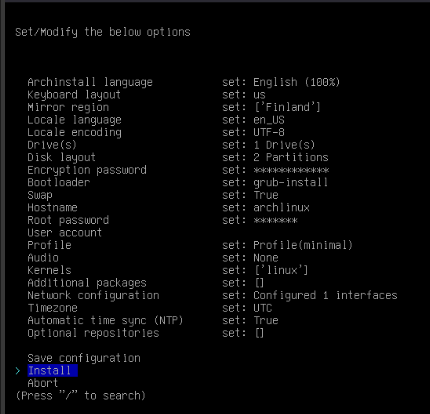 Set/Modify the below options
Archinstall language set: English (100%)
Keyboard layout set: us
Mirror region set: ['Finland']
Locale language set: en_US
Locale encoding set: UTF-8
Drive(s) set: 1 Drive(s)
Disk layout set: 2 Partitions
Encryption password set: ************
Bootloader set: grub-install
Swap set: True
Hostname set: archlinux
Root password set: *******
User account
Profile set: Profile(minimal)
Audio set: None
Kernels set: ['linux']
Additional packages set: []
Network configuration set: Configured 1 interfaces
Timezone set: UTC
Automatic time sync (NTP) set: True
Optional repositories set: []
Save configuration
> Install
Abort
(Press "/" to search)